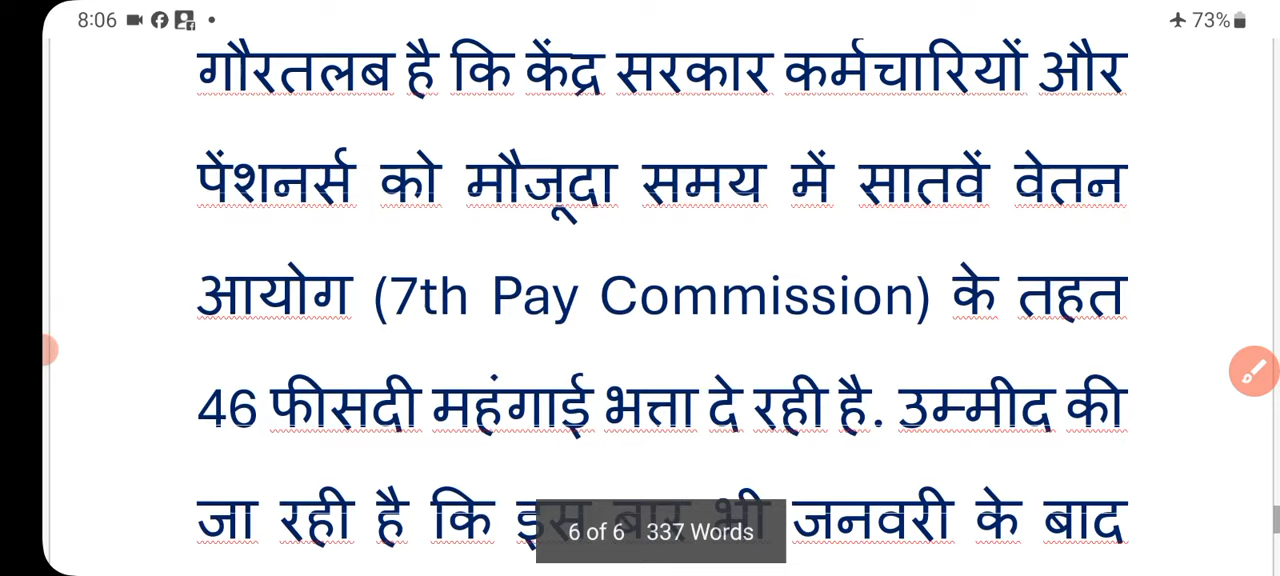 8:06
73%
गौरतलब है कि केंद्र सरकार कर्मचारियों और
पेंशनर्स को मौजूदा समय में सातवें वेतन
आयोग (7th Pay Commission) के तहत
46 फीसदी महंगाई भत्ता दे रही है. उम्मीद की
जा रही है कि इस बार भी जनवरी के बाद
6 of 6 337 Words